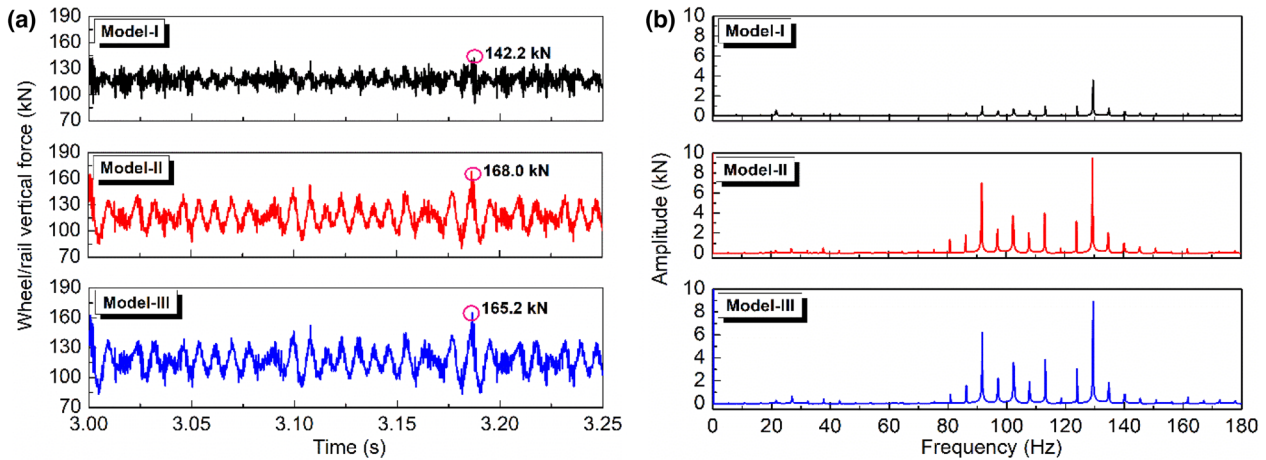 (a)
Wheel/rail vertical force (kN)
190
160
130
100
70
Model-I
142.2 kN
190
160
130
100
70
Model-II
168.0 kN
190
160
130
100
70
Model-III
165.2 kN
3.00 3.05 3.10 3.15 3.20 3.25
Time (s)
(b)
Amplitude (kN)
10
8
6
4
2
0
Model-I
10
8
6
4
2
0
Model-II
10
8
6
4
2
0
Model-III
0 20 40 60 80 100 120 140 160 180
Frequency (Hz)